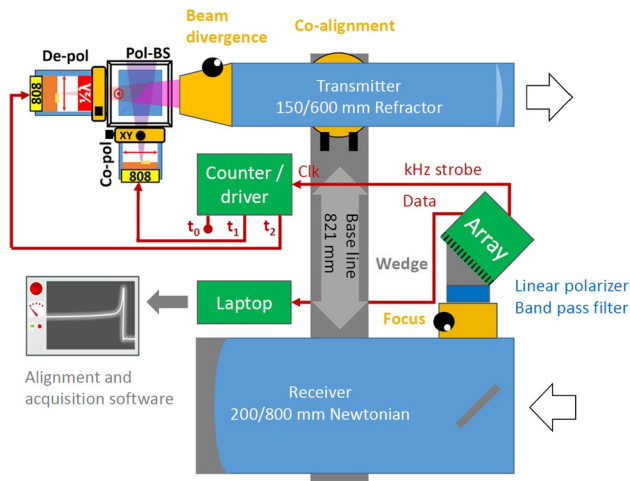 Beam
divergence
Co-alignment
De-pol
Pol-BS
808
λ/2
Transmitter
150/600 mm Refractor
XY
Co-pol
808
Counter /
driver
Clk
kHz strobe
Data
t0
t1
t2
Base line
821 mm
Array
Wedge
Laptop
Linear polarizer
Band pass filter
Focus
Alignment and
acquisition software
Receiver
200/800 mm Newtonian